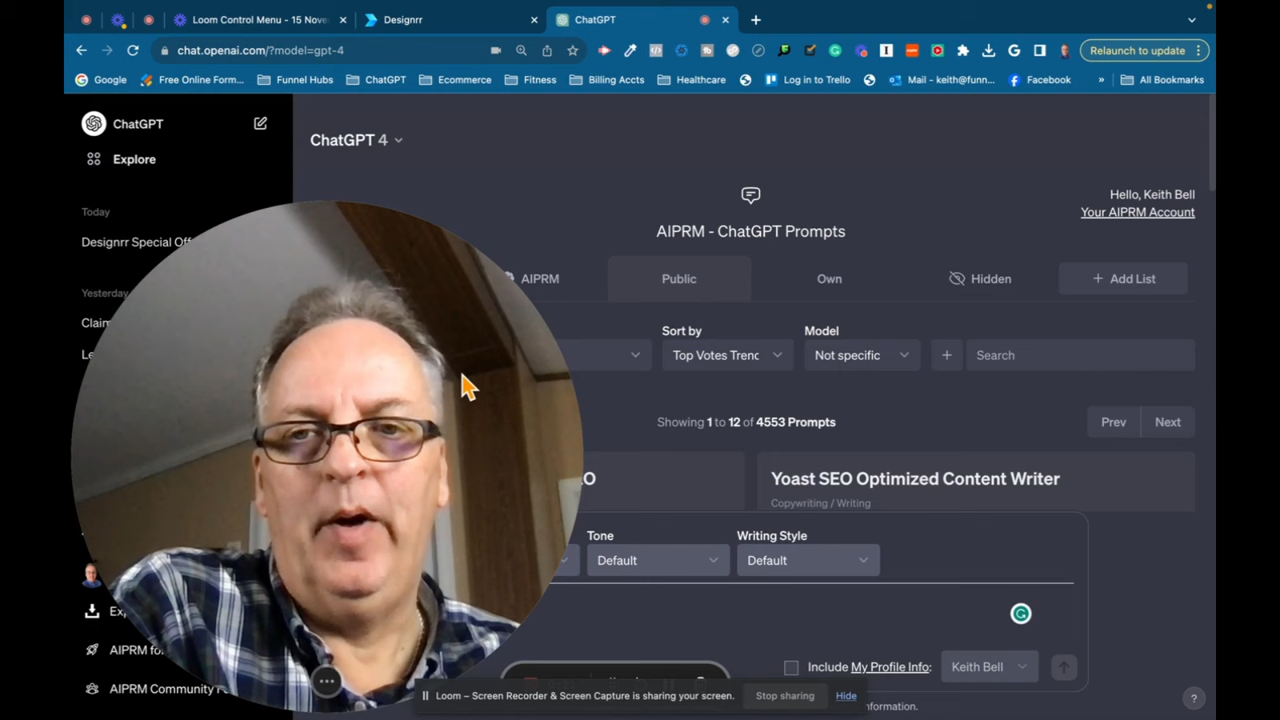 Loom Control Menu - 15 Nove
Designrr
ChatGPT
chat.openai.com/?model=gpt-4
Relaunch to update
Google
Free Online Form...
Funnel Hubs
ChatGPT
Ecommerce
Fitness
Billing Accts
Healthcare
Log in to Trello
Mail - keith@funn...
Facebook
»
All Bookmarks
ChatGPT
Explore
Today
Designrr Special Off
Yesterday
Claim
Le
Exp
AIPRM fo
AIPRM Community F
ChatGPT 4
Hello, Keith Bell
Your AIPRM Account
AIPRM - ChatGPT Prompts
AIPRM
Public
Own
Hidden
+ Add List
Sort by
Model
Top Votes Trenc
Not specific
+
Search
Showing 1 to 12 of 4553 Prompts
Prev
Next
O
Yoast SEO Optimized Content Writer
Copywriting / Writing
Tone
Writing Style
Default
Default
Include My Profile Info:
Keith Bell
Loom – Screen Recorder & Screen Capture is sharing your screen.
Stop sharing
Hide
formation.
?